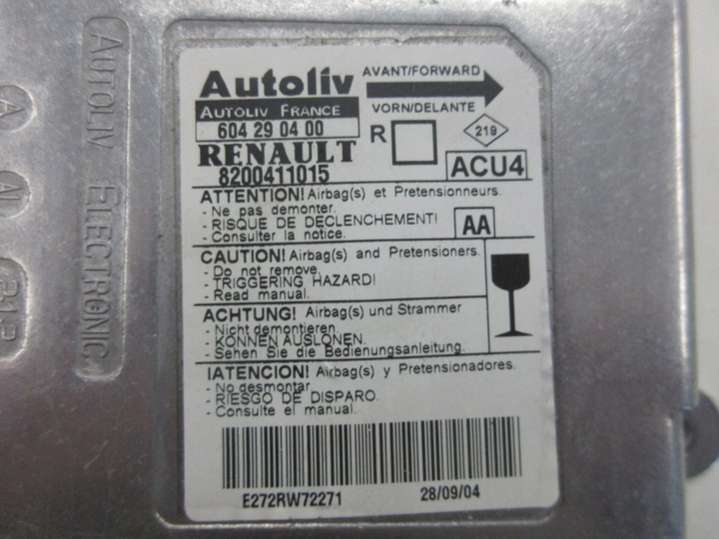 Autoliv
AVANT/FORWARD
AUTOLIV FRANCE
VORN/DELANTE
604 29 04 00
R
219
RENAULT
ACU4
8200411015
ATTENTION! Airbag(s) et Pretensionneurs.
- Ne pas demonter.
- RISQUE DE DECLENCHEMENT!
- Consulter la notice.
AA
CAUTION! Airbag(s) and Pretensioners.
- Do not remove.
- TRIGGERING HAZARD!
- Read manual.
ACHTUNG! Airbag(s) und Strammer
- Nicht demontieren.
- KONNEN AUSLONEN.
- Sehen Sie die Bedienungsanleitung.
IATENCION! Airbag(s) y Pretensionadores.
- No desmontar
- RIESGO DE DISPARO.
- Consulte el manual.
E272RW72271
28/09/04
AUTOLIV ELECTRONIC